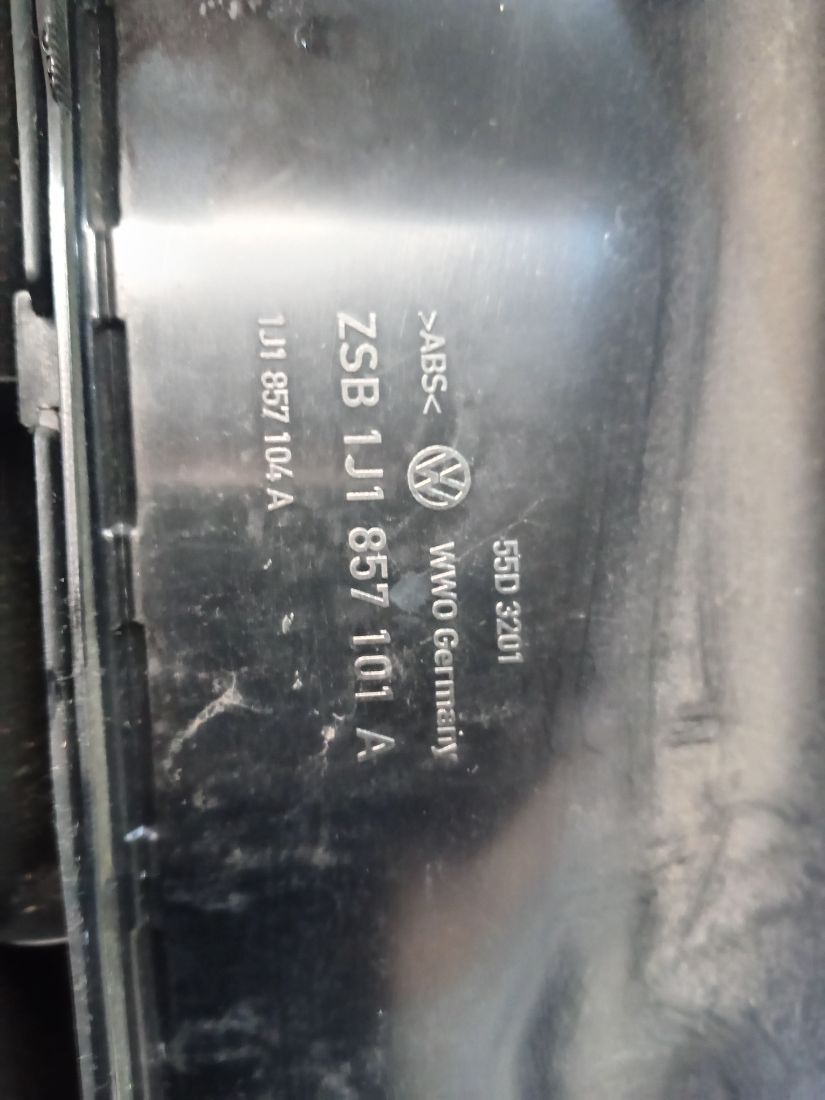 55D 3201
>ABS< WWO Germany
ZSB 1J1 857 101 A
1J1 857 104 A